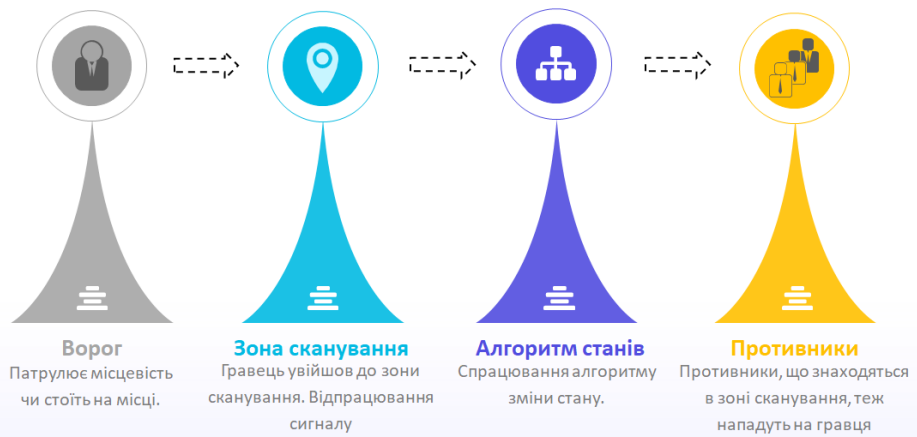 Ворог
Патрулює місцевість
чи стоїть на місці.
Зона сканування
Гравець увійшов до зони
сканування. Відпрацювання
сигналу
Алгоритм станів
Спрацювання алгоритму
зміни стану.
Противники
Противники, що знаходяться
в зоні сканування, теж
нападуть на гравця